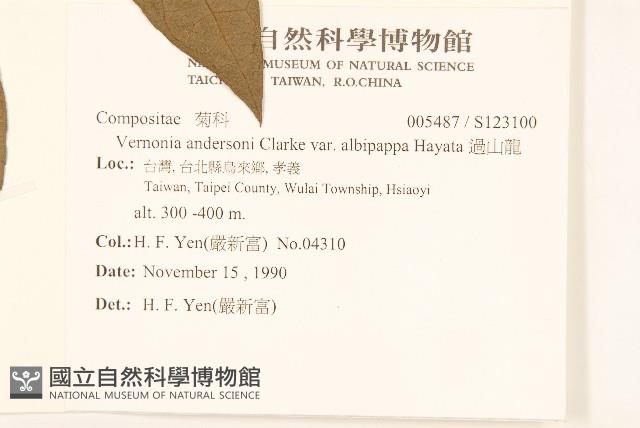 自然科學博物館
MUSEUM OF NATURAL SCIENCE
TAIWAN, R.O.CHINA
Compositae 菊科 005487 / S123100
Vernonia andersoni Clarke var. albipappa Hayata 過山龍
Loc.: 台灣, 台北縣烏來鄉, 孝義
Taiwan, Taipei County, Wulai Township, Hsiaoyi
alt. 300 -400 m.
Col.: H. F. Yen(嚴新富) No.04310
Date: November 15 , 1990
Det.: H. F. Yen(嚴新富)
國立自然科學博物館
NATIONAL MUSEUM OF NATURAL SCIENCE